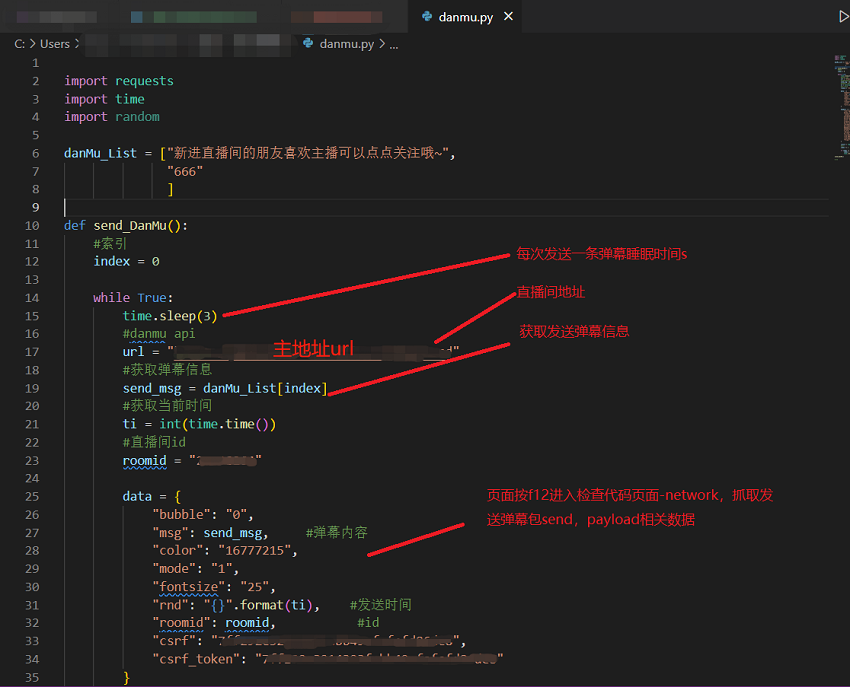 danmu.py
C: > Users > danmu.py > ...
1
2 import requests
3 import time
4 import random
5
6 danMu_List = ["新进直播间的朋友喜欢主播可以点点关注哦~",
7 "666"
8 ]
9
10 def send_DanMu():
11 #索引
12 index = 0
13
14 while True:
每次发送一条弹幕睡眠时间s
15 time.sleep(3)
直播间地址
16 #danmu api
获取发送弹幕信息
17 url = " 主地址url "
18 #获取弹幕信息
19 send_msg = danMu_List[index]
20 #获取当前时间
21 ti = int(time.time())
22 #直播间id
23 roomid = " "
24
25 data = {
页面按f12进入检查代码页面-network，抓取发
送弹幕包send，payload相关数据
26 "bubble": "0",
27 "msg": send_msg, #弹幕内容
28 "color": "16777215",
29 "mode": "1",
30 "fontsize": "25",
31 "rnd": "{}".format(ti), #发送时间
32 "roomid": roomid, #id
33 "csrf": " ",
34 "csrf_token": " "
35 }